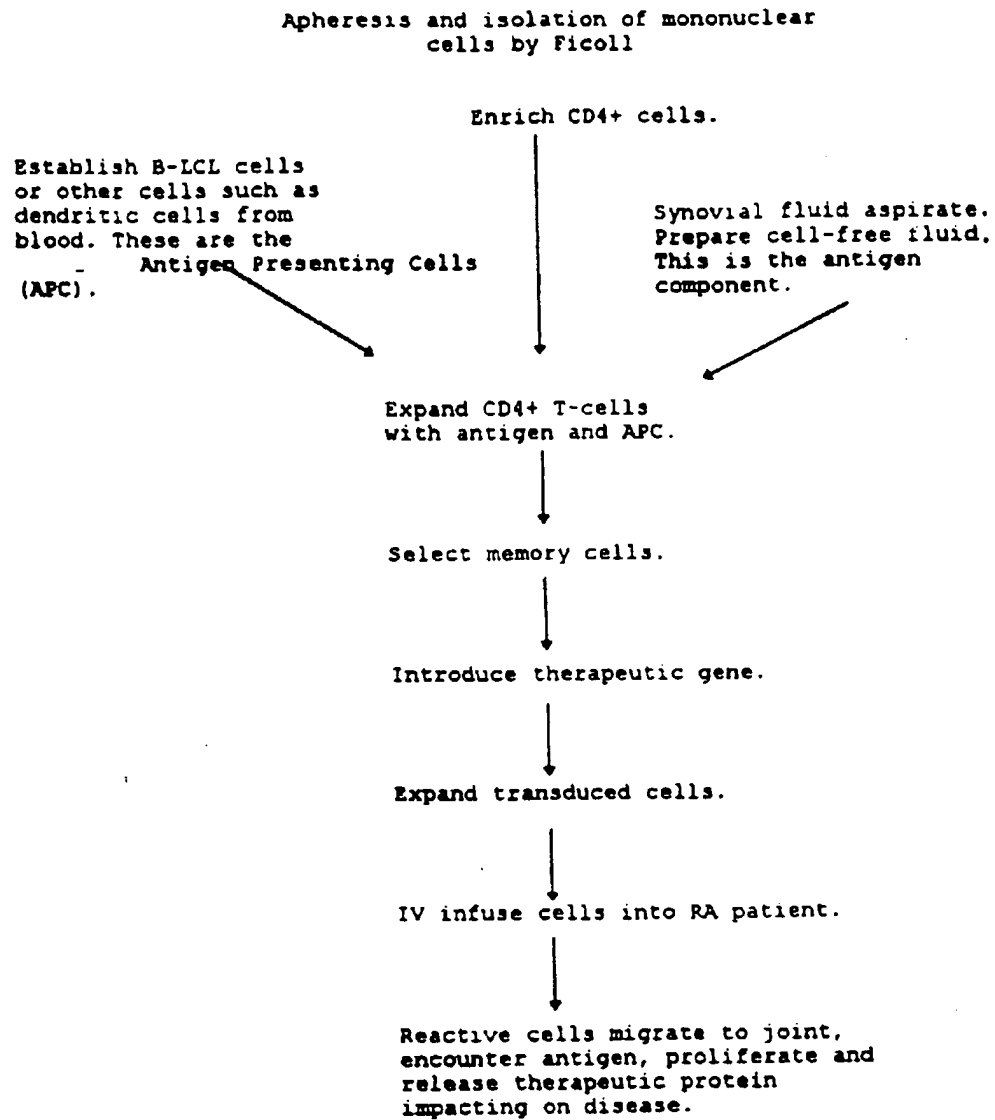 Apheresis and isolation of mononuclear
cells by Ficoll
Enrich CD4+ cells.
Establish B-LCL cells
or other cells such as
dendritic cells from
blood. These are the
Antigen Presenting Cells
(APC).
Synovial fluid aspirate.
Prepare cell-free fluid.
This is the antigen
component.
Expand CD4+ T-cells
with antigen and APC.
Select memory cells.
Introduce therapeutic gene.
Expand transduced cells.
IV infuse cells into RA patient.
Reactive cells migrate to joint,
encounter antigen, proliferate and
release therapeutic protein
impacting on disease.